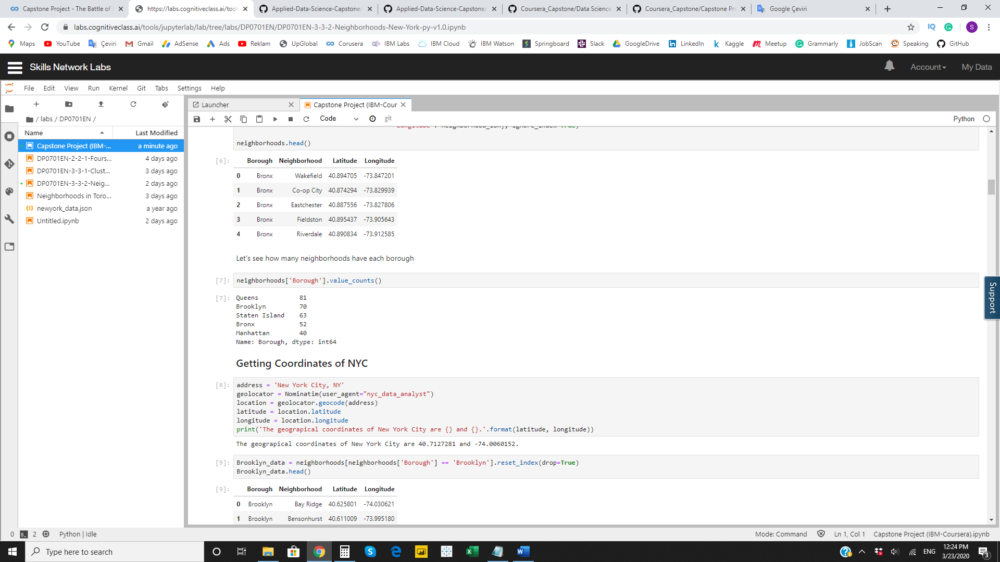 Capstone Project - The Battle of
https://labs.cognitiveclass.ai/tool
Applied-Data-Science-Capstone/
Applied-Data-Science-Capstone/
Coursera_Capstone/Data Science
Coursera_Capstone/Capstone Pr
Google Çeviri
labs.cognitiveclass.ai/tools/jupyterlab/lab/tree/labs/DP0701EN/DP0701EN-3-3-2-Neighborhoods-New-York-py-v1.0.ipynb
IQ
S
Maps YouTube Çeviri Gmail AdSense Ads Reklam UpGlobal Corusera IBM Labs IBM Cloud IBM Watson Springboard Slack GoogleDrive LinkedIn Kaggle Meetup Grammarly JobScan Speaking GitHub
Skills Network Labs Account My Data
File Edit View Run Kernel Git Tabs Settings Help
Launcher
Capstone Project (IBM-Cour
/ labs / DP0701EN /
Code git Python
Name Last Modified
Capstone Project (IBM-... a minute ago
DP0701EN-2-2-1-Fours... 4 days ago
DP0701EN-3-3-1-Clust... 3 days ago
DP0701EN-3-3-2-Neig... 2 days ago
Neighborhoods in Toro... 3 days ago
newyork_data.json a year ago
Untitled.ipynb 2 days ago
'Longitude': neighborhood_lon}, ignore_index=True)
neighborhoods.head()
[6]: Borough Neighborhood Latitude Longitude
0 Bronx Wakefield 40.894705 -73.847201
1 Bronx Co-op City 40.874294 -73.829939
2 Bronx Eastchester 40.887556 -73.827806
3 Bronx Fieldston 40.895437 -73.905643
4 Bronx Riverdale 40.890834 -73.912585
Let's see how many neighborhoods have each borough
[7]: neighborhoods['Borough'].value_counts()
[7]: Queens 81
Brooklyn 70
Staten Island 63
Bronx 52
Manhattan 40
Name: Borough, dtype: int64
Getting Coordinates of NYC
[8]: address = 'New York City, NY'
geolocator = Nominatim(user_agent="nyc_data_analyst")
location = geolocator.geocode(address)
latitude = location.latitude
longitude = location.longitude
print('The geograpical coordinates of New York City are {} and {}.'.format(latitude, longitude))
The geograpical coordinates of New York City are 40.7127281 and -74.0060152.
[9]: Brooklyn_data = neighborhoods[neighborhoods['Borough'] == 'Brooklyn'].reset_index(drop=True)
Brooklyn_data.head()
[9]: Borough Neighborhood Latitude Longitude
0 Brooklyn Bay Ridge 40.625801 -74.030621
1 Brooklyn Bensonhurst 40.611009 -73.995180
Support
0 2 Python | Idle Mode: Command Ln 1, Col 1 Capstone Project (IBM-Coursera).ipynb
Type here to search
ENG
12:24 PM
3/23/2020
3